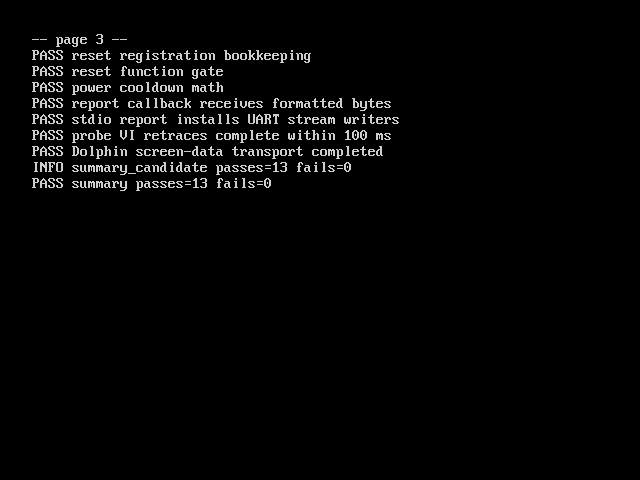 -- page 3 --
PASS reset registration bookkeeping
PASS reset function gate
PASS power cooldown math
PASS report callback receives formatted bytes
PASS stdio report installs UART stream writers
PASS probe VI retraces complete within 100 ms
PASS Dolphin screen-data transport completed
INFO summary_candidate passes=13 fails=0
PASS summary passes=13 fails=0